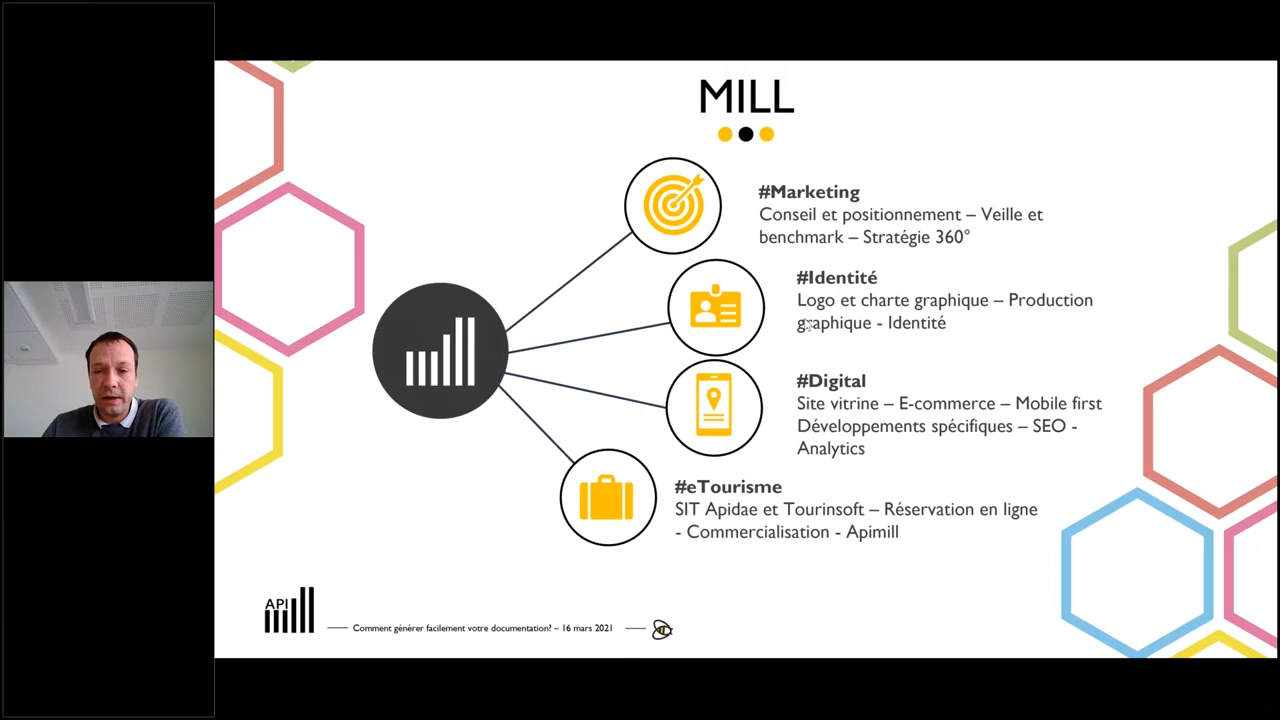 MILL
#Marketing
Conseil et positionnement – Veille et
benchmark – Stratégie 360°
#Identité
Logo et charte graphique – Production
graphique - Identité
#Digital
Site vitrine – E-commerce – Mobile first
Développements spécifiques – SEO -
Analytics
#eTourisme
SIT Apidae et Tourinsoft – Réservation en ligne
- Commercialisation - Apimill
API
Comment générer facilement votre documentation? – 16 mars 2021